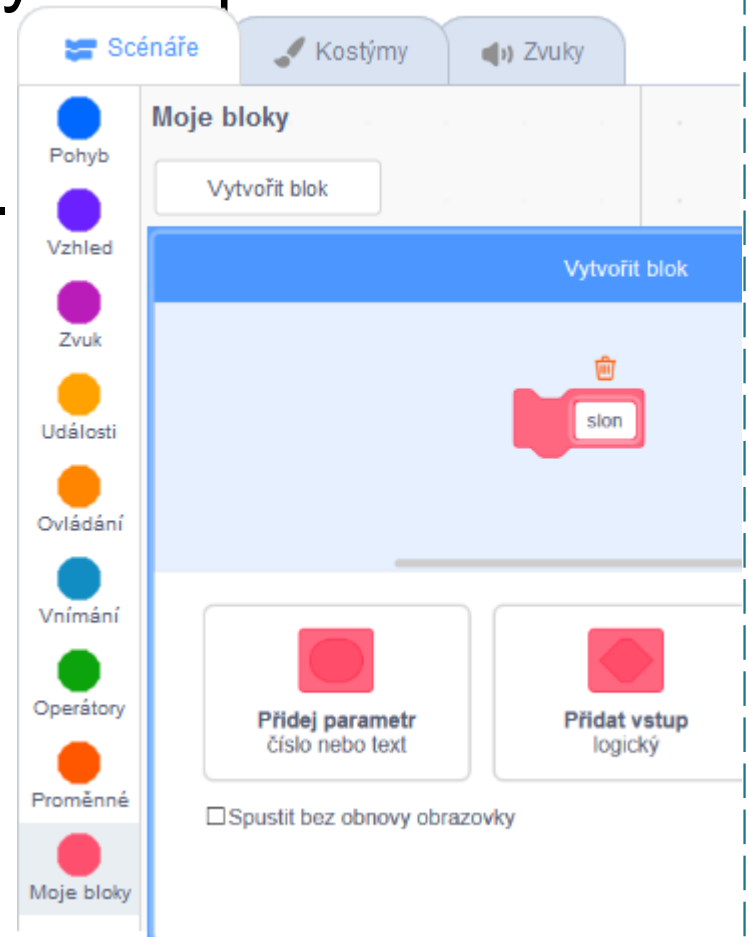 Scénáře
Kostýmy
Zvuky
Pohyb
Vzhled
Zvuk
Události
Ovládání
Vnímání
Operátory
Proměnné
Moje bloky
Moje bloky
Vytvořit blok
Vytvořit blok
slon
Přidej parametr
číslo nebo text
Přidat vstup
logický
Spustit bez obnovy obrazovky